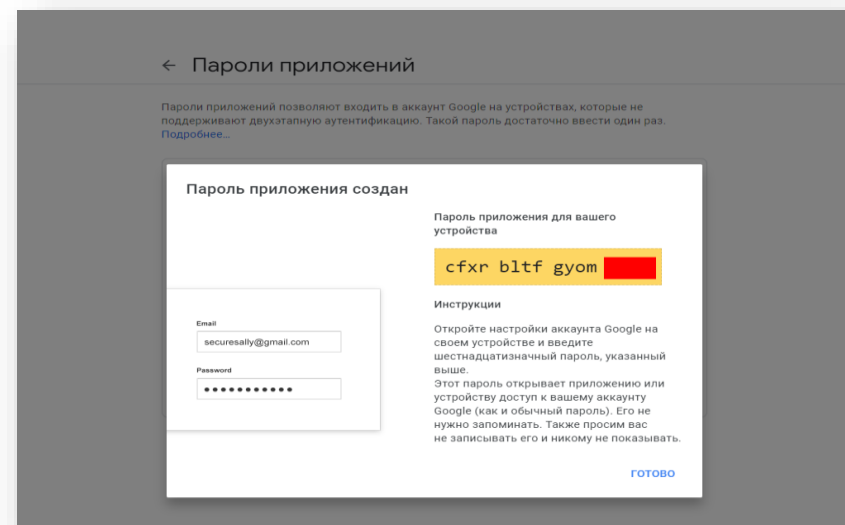 ← Пароли приложений
Пароли приложений позволяют входить в аккаунт Google на устройствах, которые не
поддерживают двухэтапную аутентификацию. Такой пароль достаточно ввести один раз.
Подробнее…
Пароль приложения создан
Пароль приложения для вашего
устройства
cfxr bltf gyom
Email
securesally@gmail.com
Password
Инструкции
Откройте настройки аккаунта Google на
своем устройстве и введите
шестнадцатизначный пароль, указанный
выше.
Этот пароль открывает приложению или
устройству доступ к вашему аккаунту
Google (как и обычный пароль). Его не
нужно запоминать. Также просим вас
не записывать его и никому не показывать.
ГОТОВО